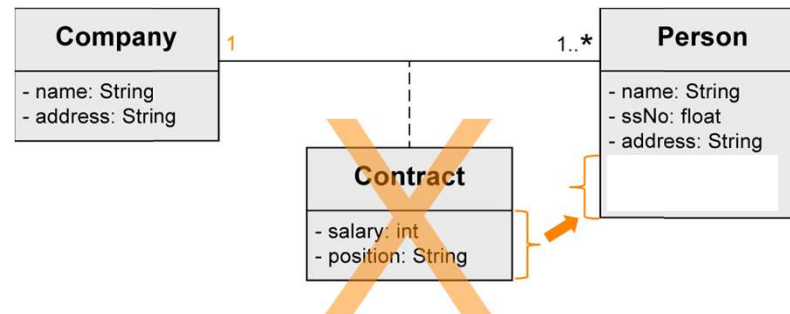 Company
- name: String
- address: String
1
1..*
Person
- name: String
- ssNo: float
- address: String
Contract
- salary: int
- position: String